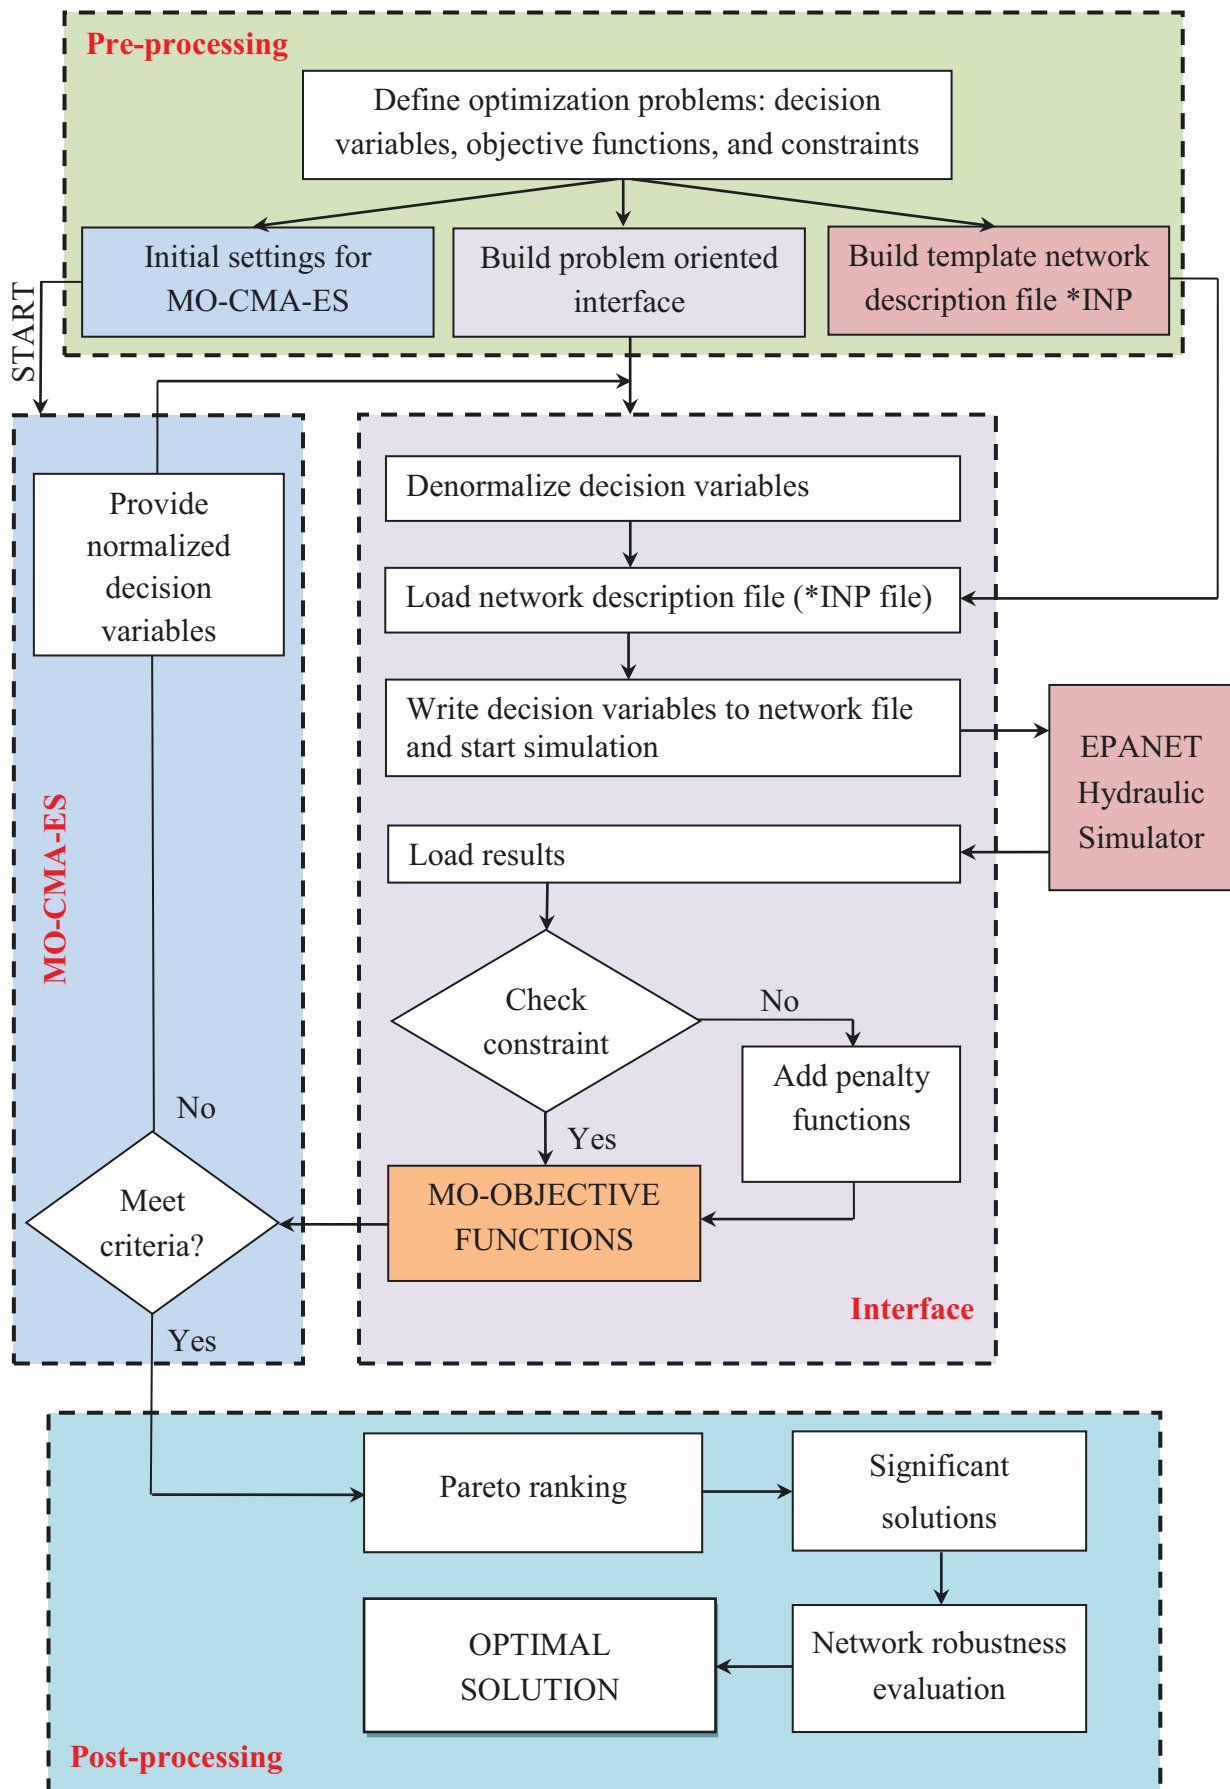 Pre-processing
Define optimization problems: decision
variables, objective functions, and constraints
Initial settings for
MO-CMA-ES
Build problem oriented
interface
Build template network
description file *INP
START
Provide
normalized
decision
variables
Denormalize decision variables
Load network description file (*INP file)
Write decision variables to network file
and start simulation
EPANET
Hydraulic
Simulator
Load results
MO-CMA-ES
Check
constraint
No
Add penalty
functions
Yes
MO-OBJECTIVE
FUNCTIONS
No
Meet
criteria?
Yes
Interface
Pareto ranking
Significant
solutions
Network robustness
evaluation
OPTIMAL
SOLUTION
Post-processing